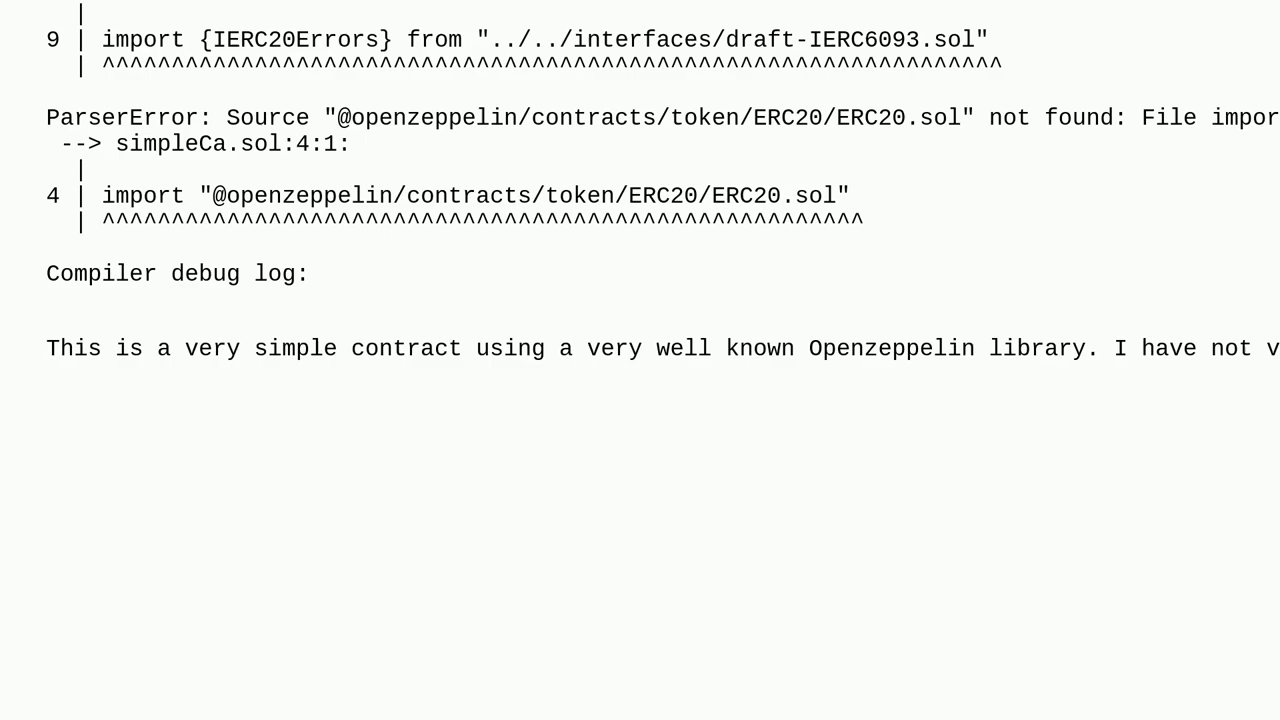 |
9 | import {IERC20Errors} from "../../interfaces/draft-IERC6093.sol"
| ^^^^^^^^^^^^^^^^^^^^^^^^^^^^^^^^^^^^^^^^^^^^^^^^^^^^^^^^^^^^^^^^^
ParserError: Source "@openzeppelin/contracts/token/ERC20/ERC20.sol" not found: File impor
--> simpleCa.sol:4:1:
|
4 | import "@openzeppelin/contracts/token/ERC20/ERC20.sol"
| ^^^^^^^^^^^^^^^^^^^^^^^^^^^^^^^^^^^^^^^^^^^^^^^^^^^^^^^
Compiler debug log:
This is a very simple contract using a very well known Openzeppelin library. I have not v